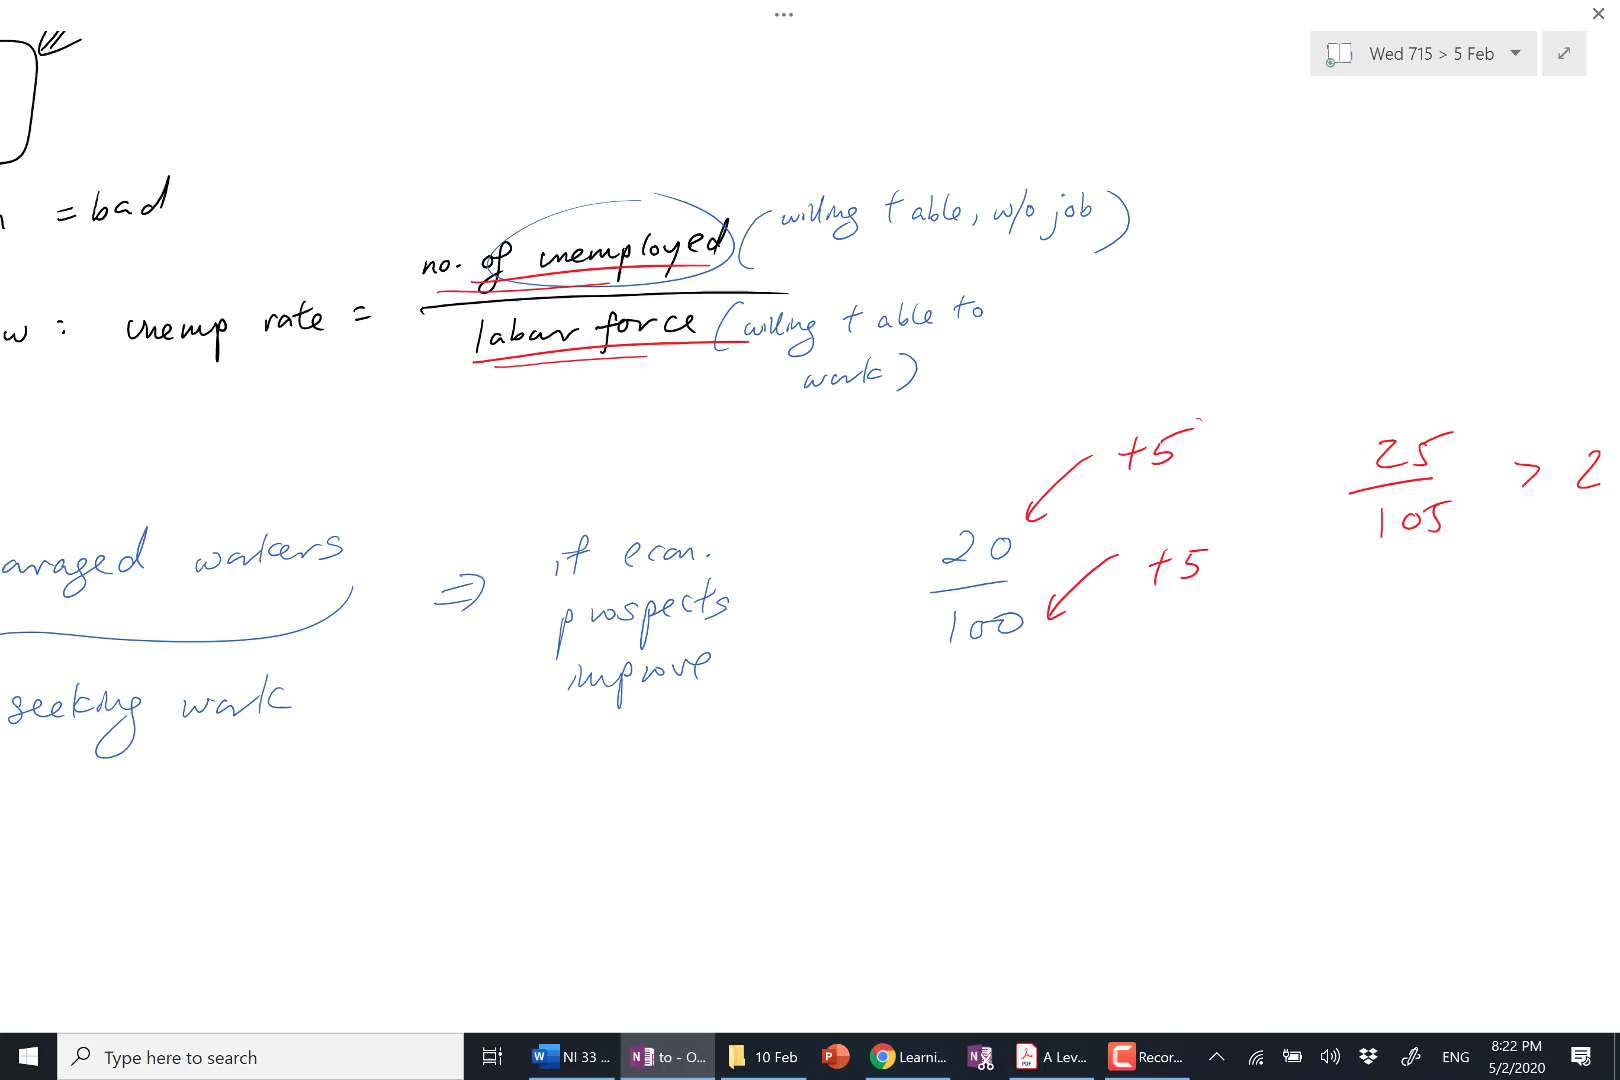 Wed 715 > 5 Feb
= bad
no. of unemployed (willing + able, w/o job)
w : unemp rate =
labour force (willing + able to
work)
+5
25
105
> 2
ouraged workers
if econ.
prospects
improve
20
100
+5
seeking work
Type here to search
NI 33 ...
to - O...
10 Feb
Learni...
A Lev...
Recor...
ENG
8:22 PM
5/2/2020